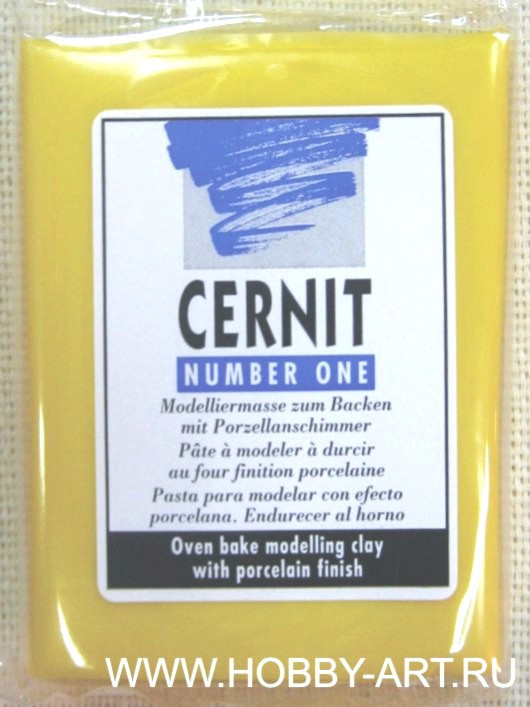 CERNIT
NUMBER ONE
Modelliermasse zum Backen
mit Porzellanschimmer
Pâte à modeler à durcir
au four finition porcelaine
Pasta para modelar con efecto
porcelana. Endurecer al horno
Oven bake modelling clay
with porcelain finish
WWW.HOBBY-ART.RU